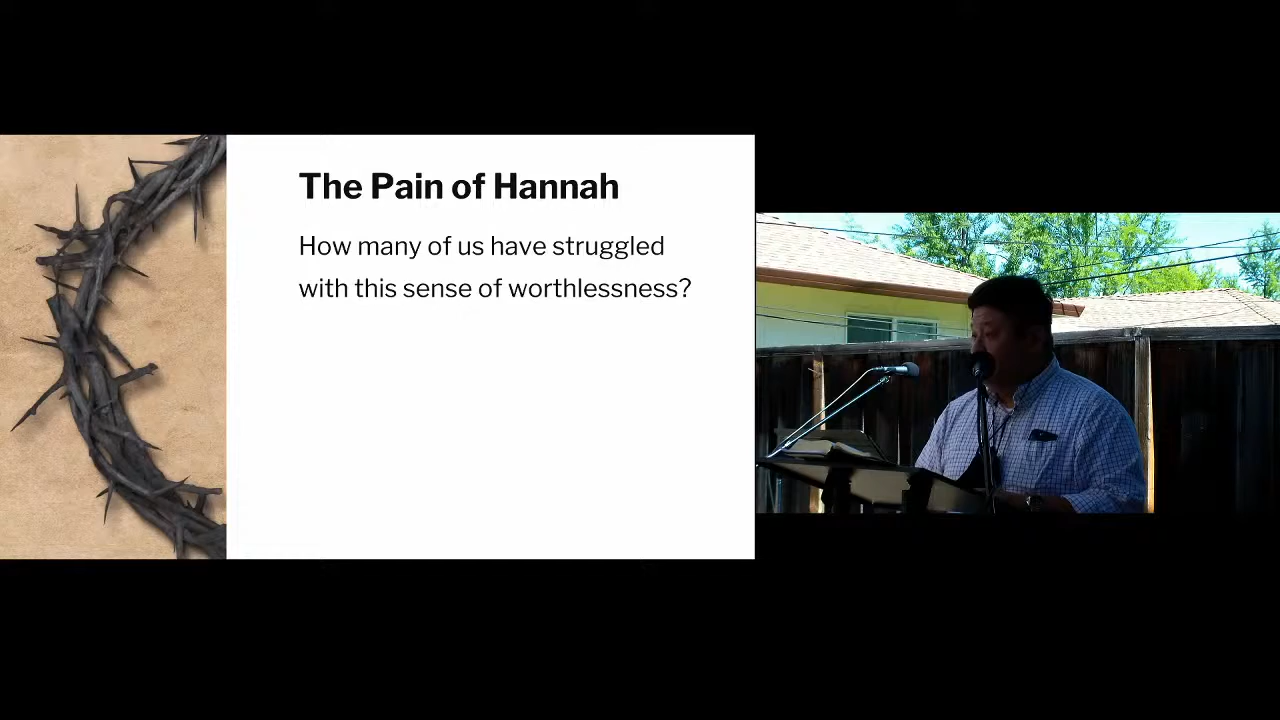 The Pain of Hannah
How many of us have struggled
with this sense of worthlessness?